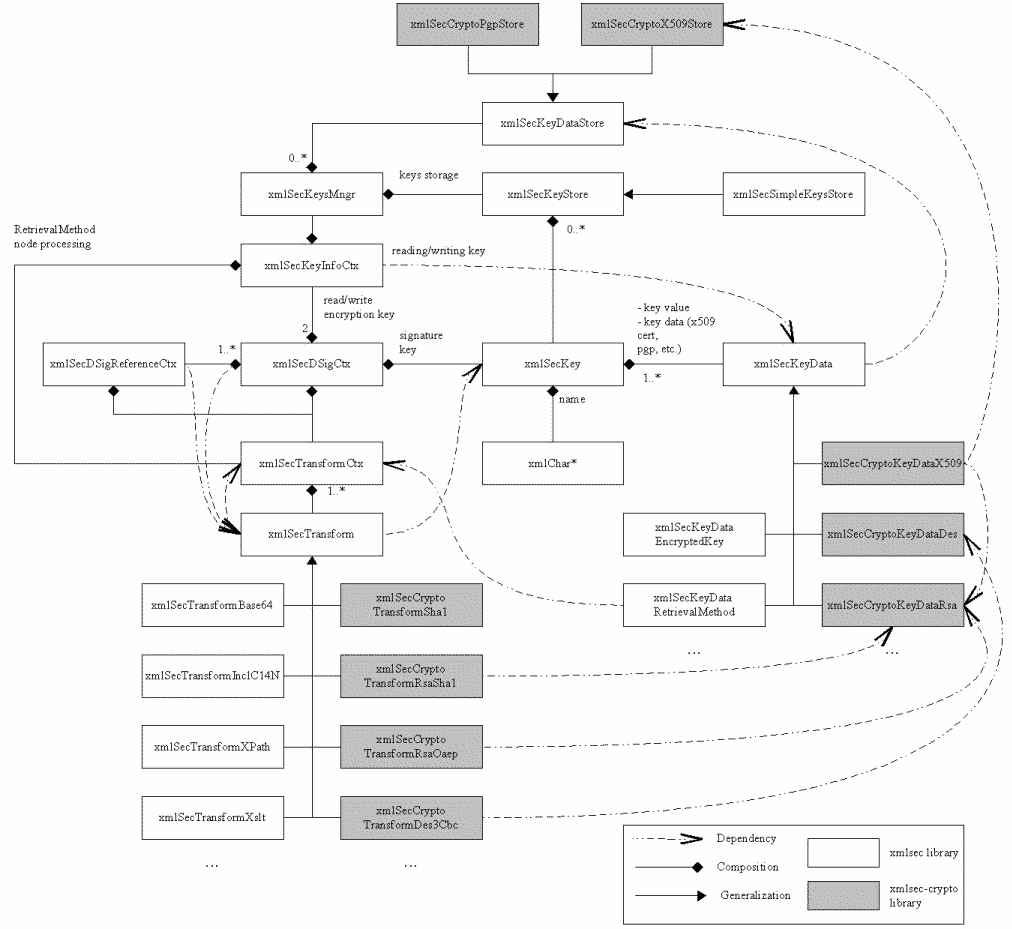 xmlSecCryptoPgpStore
xmlSecCryptoX509Store
xmlSecKeyDataStore
0..*
keys storage
xmlSecKeysMngr
xmlSecKeyStore
xmlSecSimpleKeysStore
0..*
RetrievalMethod
node processing
reading/writing key
xmlSecKeyInfoCtx
read/write
encryption key
- key value
- key data (x509
cert,
pgp, etc.)
2
signature
key
1..*
xmlSecDSigReferenceCtx
xmlSecDSigCtx
xmlSecKey
1..*
xmlSecKeyData
name
xmlSecTransformCtx
xmlChar*
xmlSecCryptoKeyDataX509
1..*
xmlSecTransform
xmlSecKeyData
EncryptedKey
xmlSecCryptoKeyDataDes
xmlSecTransformBase64
xmlSecCrypto
TransformSha1
xmlSecKeyData
RetrievalMethod
xmlSecCryptoKeyDataRsa
...
...
xmlSecTransformInclC14N
xmlSecCrypto
TransformRsaSha1
xmlSecTransformXPath
xmlSecCrypto
TransformRsaOaep
xmlSecTransformXslt
xmlSecCrypto
TransformDes3Cbc
...
...
Dependency
xmlsec library
Composition
Generalization
xmlsec-crypto
library